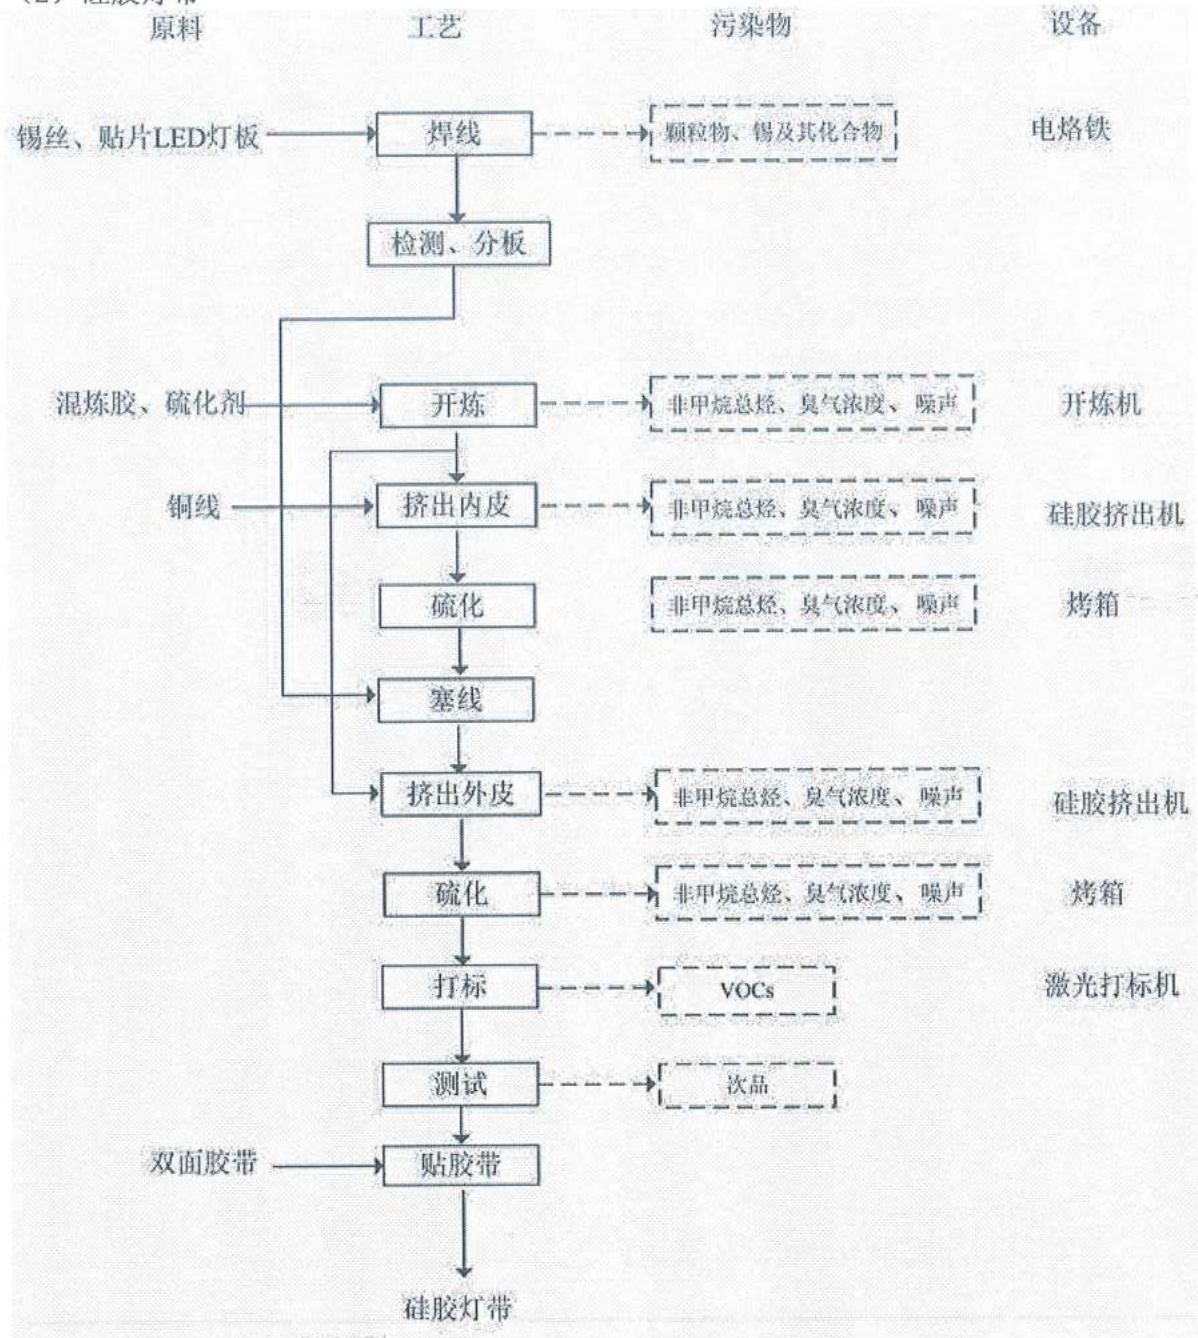 (2) 硅胶灯带
原料 工艺 污染物 设备
锡丝、贴片LED灯板 焊线 颗粒物、锡及其化合物 电烙铁
检测、分板
混炼胶、硫化剂 开炼 非甲烷总烃、臭气浓度、噪声 开炼机
铜线 挤出内皮 非甲烷总烃、臭气浓度、噪声 硅胶挤出机
硫化 非甲烷总烃、臭气浓度、噪声 烤箱
塞线
挤出外皮 非甲烷总烃、臭气浓度、噪声 硅胶挤出机
硫化 非甲烷总烃、臭气浓度、噪声 烤箱
打标 VOCs 激光打标机
测试 次品
双面胶带 贴胶带
硅胶灯带